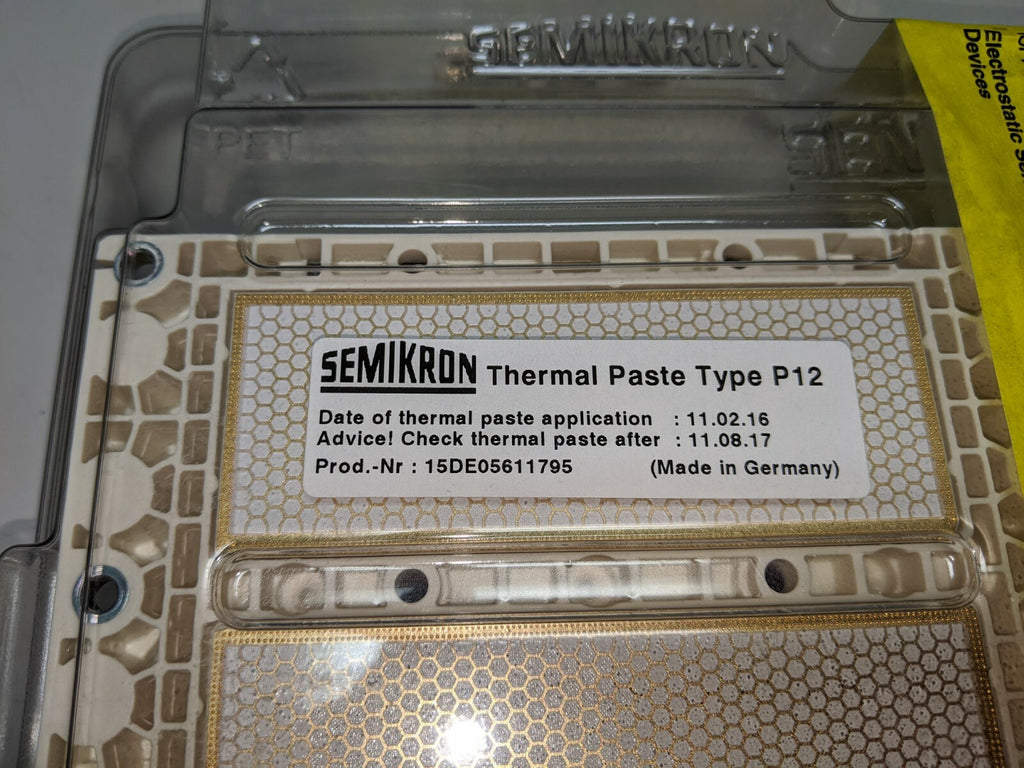 SEMIKRON
PET
Electrostatic
Devices
SEMIKRON Thermal Paste Type P12
Date of thermal paste application : 11.02.16
Advice! Check thermal paste after : 11.08.17
Prod.-Nr : 15DE05611795 (Made in Germany)